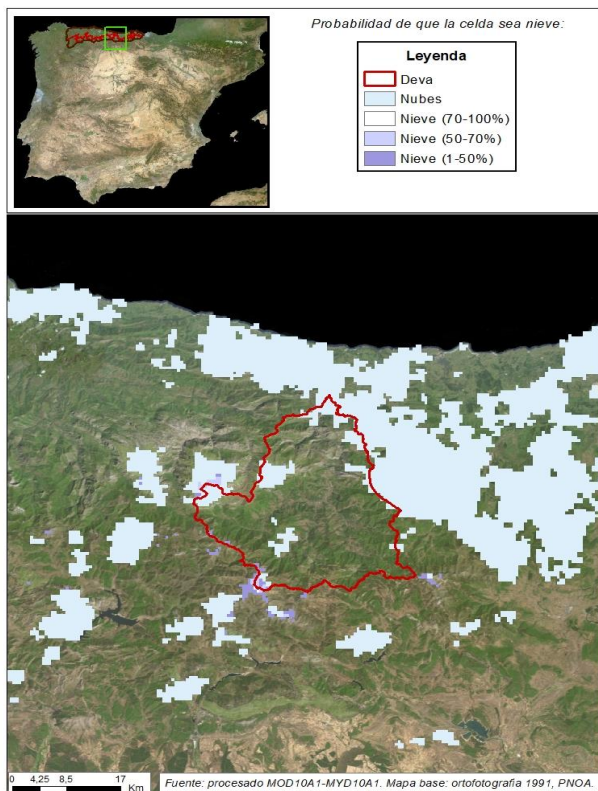 Probabilidad de que la celda sea nieve:
Leyenda
Deva
Nubes
Nieve (70-100%)
Nieve (50-70%)
Nieve (1-50%)
0 4,25 8,5 17
Km
Fuente: procesado MOD10A1-MYD10A1. Mapa base: ortofotografia 1991, PNOA.